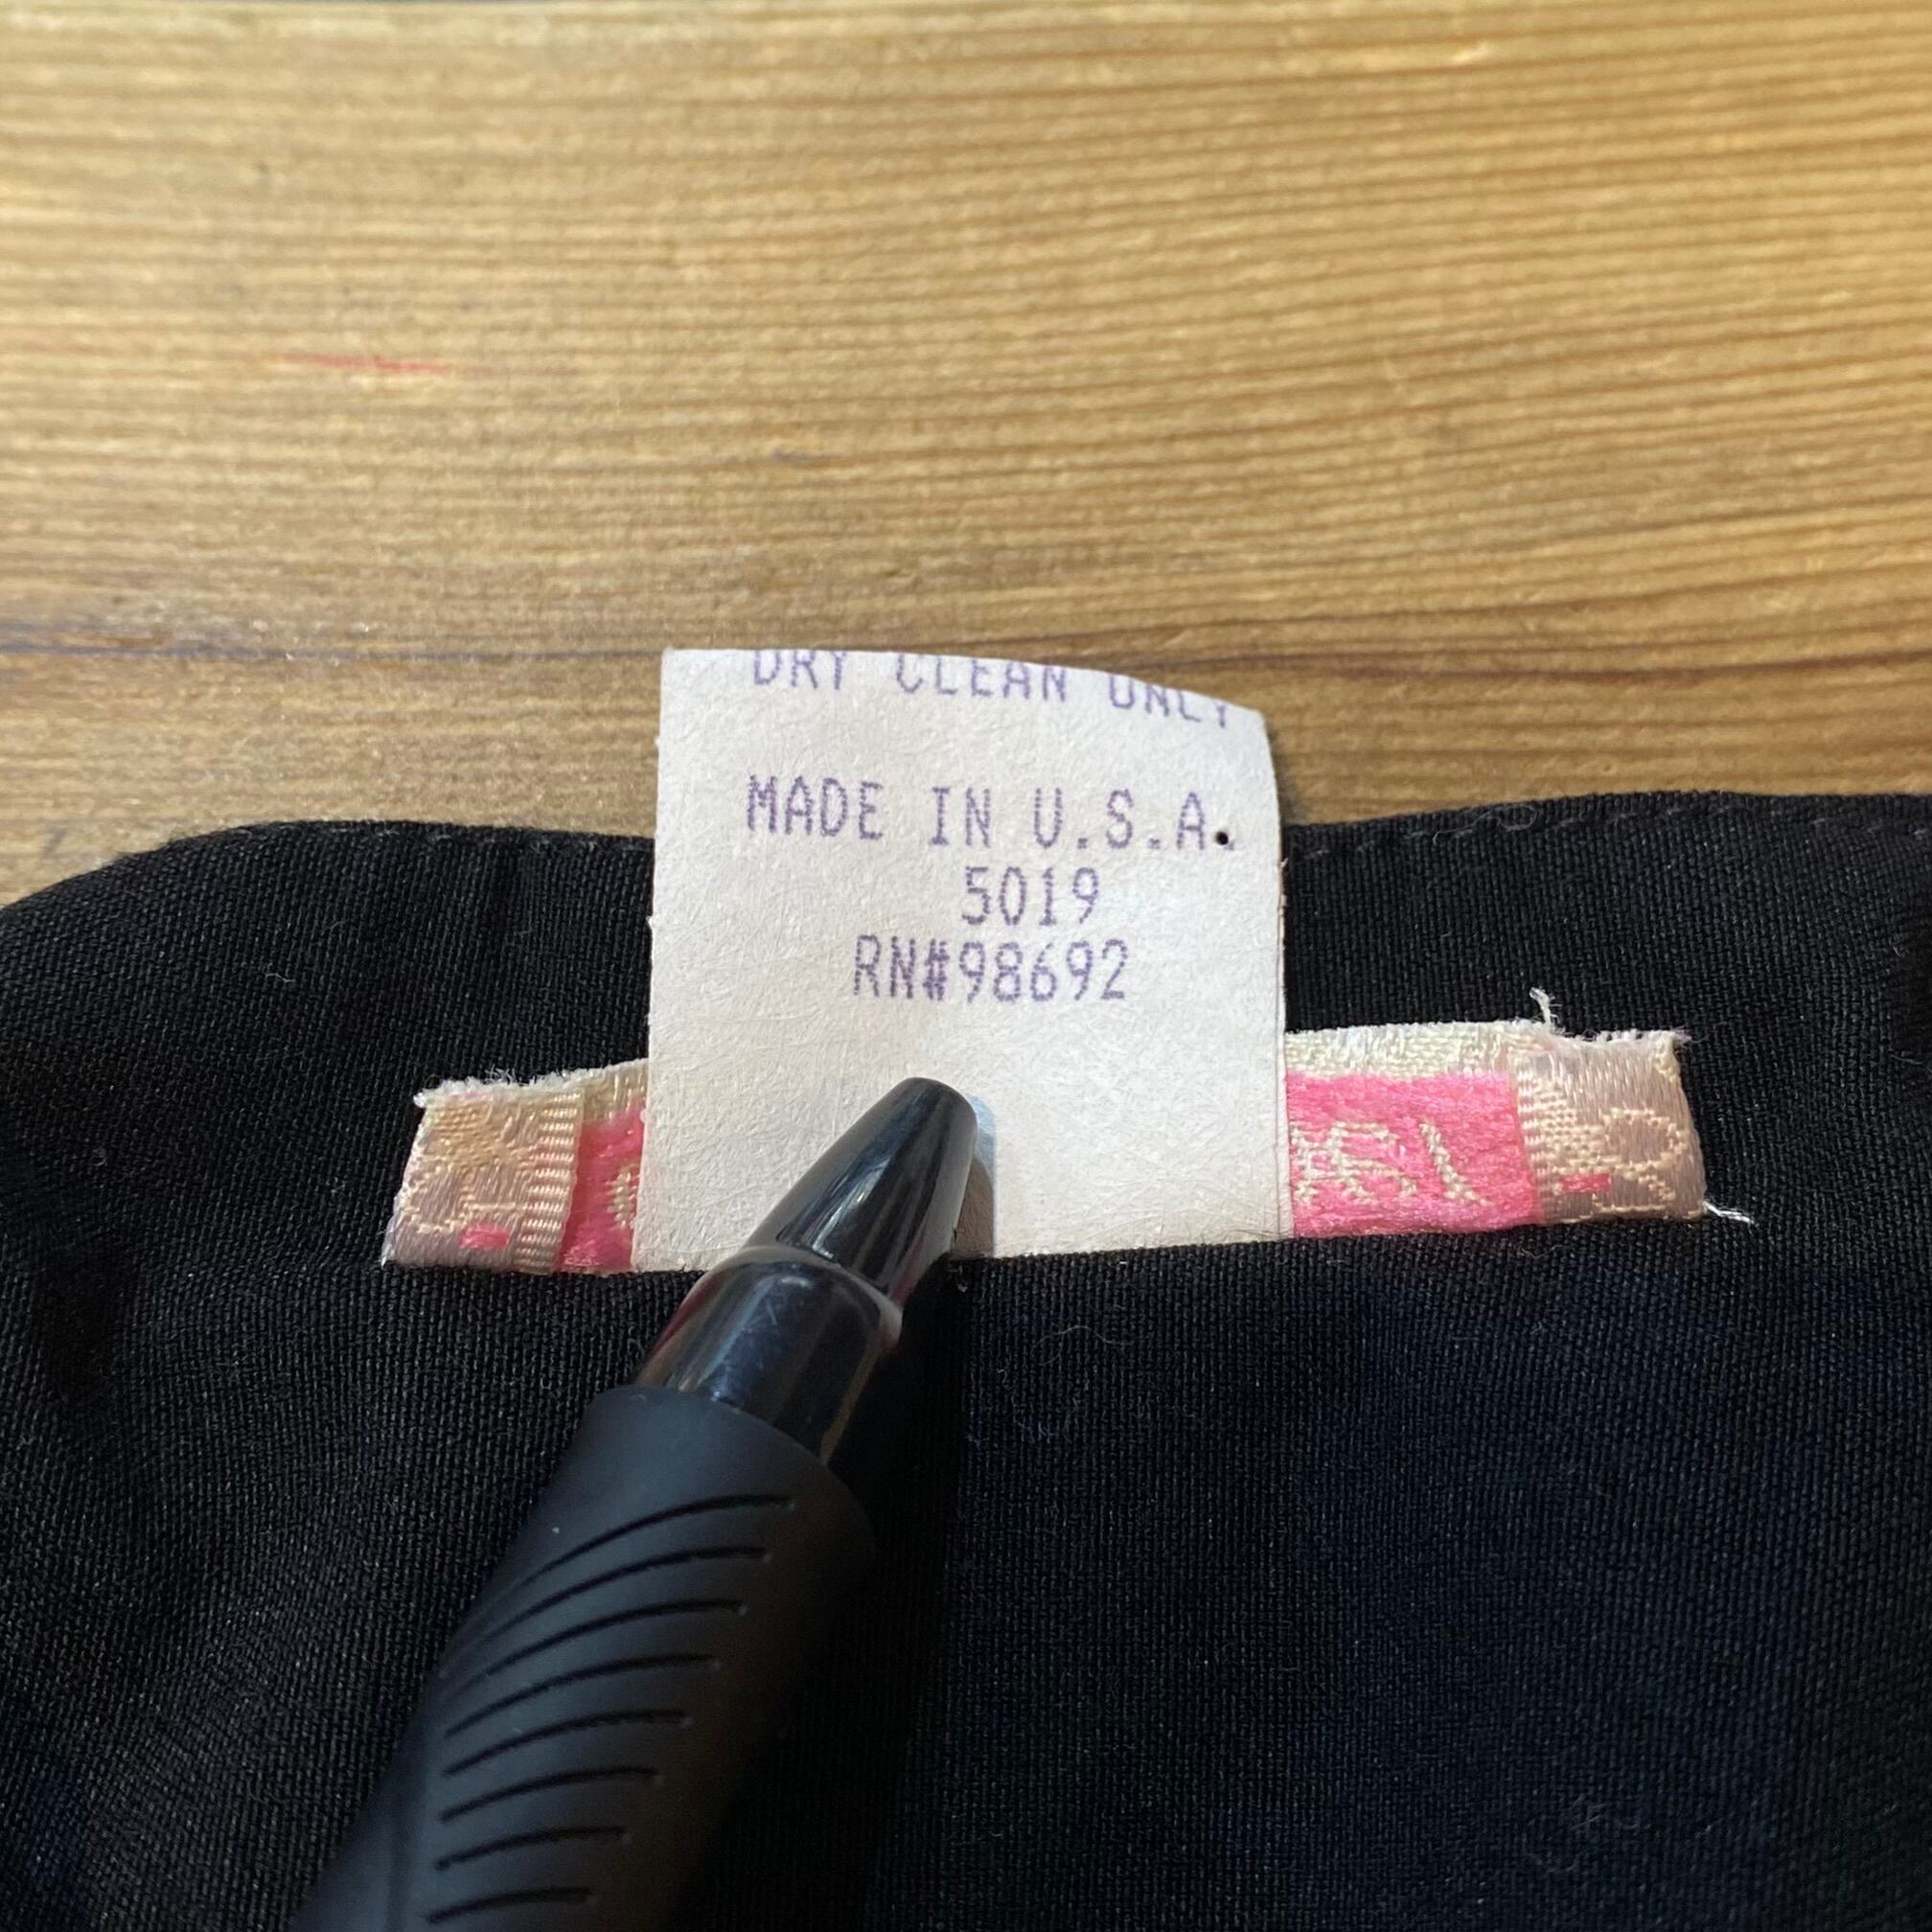 DRY CLEAN ONLY
MADE IN U.S.A.
5019
RN#98692